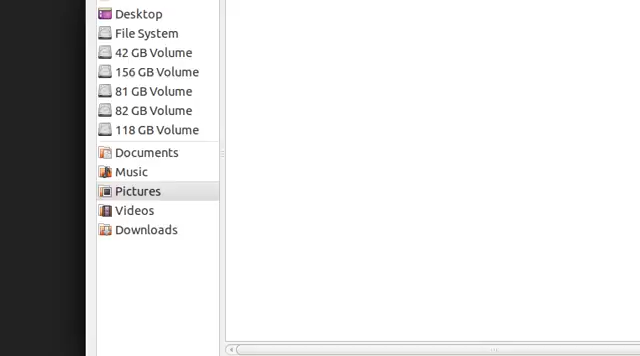 Desktop
File System
42 GB Volume
156 GB Volume
81 GB Volume
82 GB Volume
118 GB Volume
Documents
Music
Pictures
Videos
Downloads